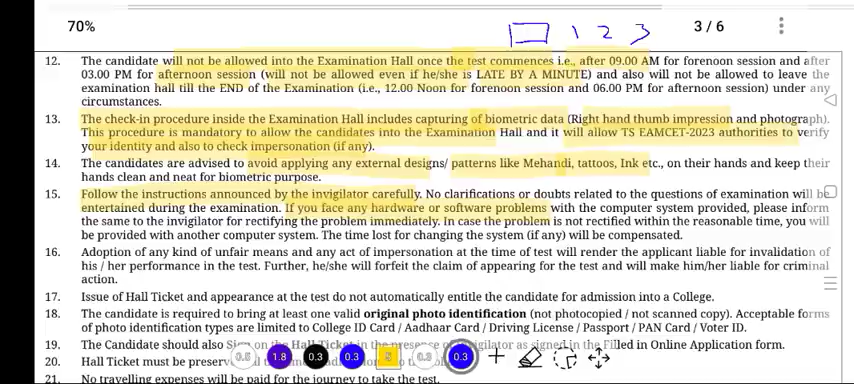 70%
1 2 3
3 / 6
12. The candidate will not be allowed into the Examination Hall once the test commences i.e., after 09.00 AM for forenoon session and after
03.00 PM for afternoon session (will not be allowed even if he/she is LATE BY A MINUTE) and also will not be allowed to leave the
examination hall till the END of the Examination (i.e., 12.00 Noon for forenoon session and 06.00 PM for afternoon session) under any
circumstances.
13. The check-in procedure inside the Examination Hall includes capturing of biometric data (Right hand thumb impression and photograph).
This procedure is mandatory to allow the candidates into the Examination Hall and it will allow TS EAMCET-2023 authorities to verify
your identity and also to check impersonation (if any).
14. The candidates are advised to avoid applying any external designs/ patterns like Mehandi, tattoos, Ink etc., on their hands and keep their
hands clean and neat for biometric purpose.
15. Follow the instructions announced by the invigilator carefully. No clarifications or doubts related to the questions of examination will be
entertained during the examination. If you face any hardware or software problems with the computer system provided, please inform
the same to the invigilator for rectifying the problem immediately. In case the problem is not rectified within the reasonable time, you will
be provided with another computer system. The time lost for changing the system (if any) will be compensated.
16. Adoption of any kind of unfair means and any act of impersonation at the time of test will render the applicant liable for invalidation of
his / her performance in the test. Further, he/she will forfeit the claim of appearing for the test and will make him/her liable for criminal
action.
17. Issue of Hall Ticket and appearance at the test do not automatically entitle the candidate for admission into a College.
18. The candidate is required to bring at least one valid original photo identification (not photocopied / not scanned copy). Acceptable forms
of photo identification types are limited to College ID Card / Aadhaar Card / Driving License / Passport / PAN Card / Voter ID.
19. The Candidate should also Sign on the Hall Ticket in the presence of Invigilator as signed in the Filled in Online Application form.
20. Hall Ticket must be preserv
0.5 1.8 0.3 0.3 5 0.3 0.3
21. No travelling expenses will be paid for the journey to take the test.